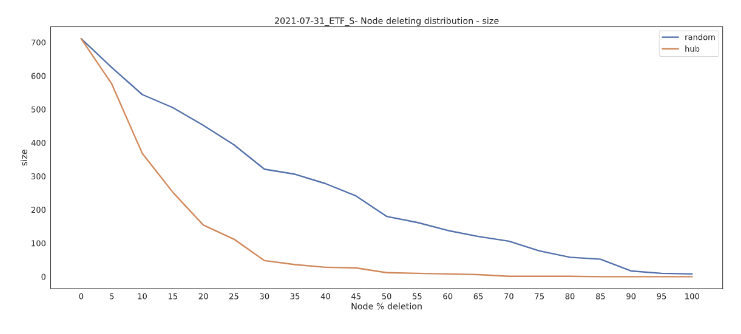 2021-07-31_ETF_S- Node deleting distribution - size
random
hub
size
700
600
500
400
300
200
100
0
0 5 10 15 20 25 30 35 40 45 50 55 60 65 70 75 80 85 90 95 100
Node % deletion